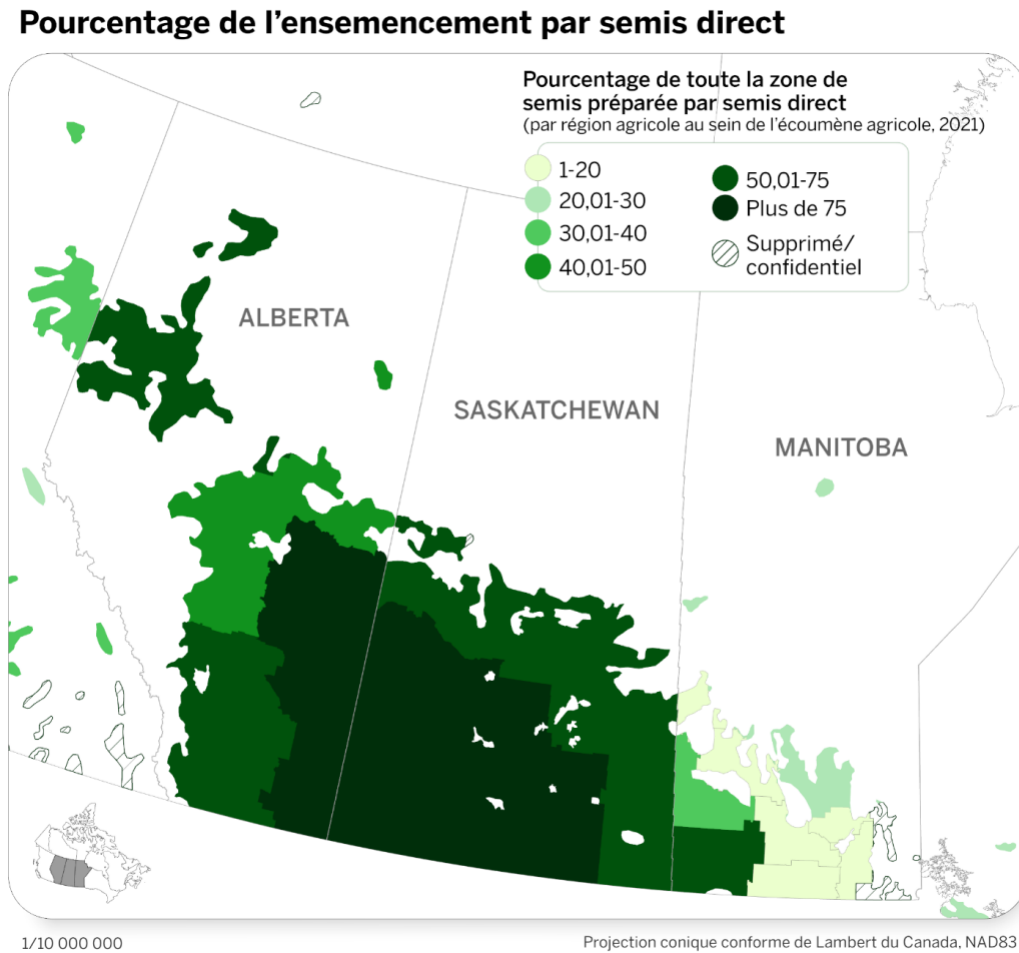 Pourcentage de l’ensemencement par semis direct
Pourcentage de toute la zone de
semis préparée par semis direct
(par région agricole au sein de l’écoumène agricole, 2021)
1-20
20,01-30
30,01-40
40,01-50
50,01-75
Plus de 75
Supprimé/
confidentiel
ALBERTA
SASKATCHEWAN
MANITOBA
1/10 000 000
Projection conique conforme de Lambert du Canada, NAD83